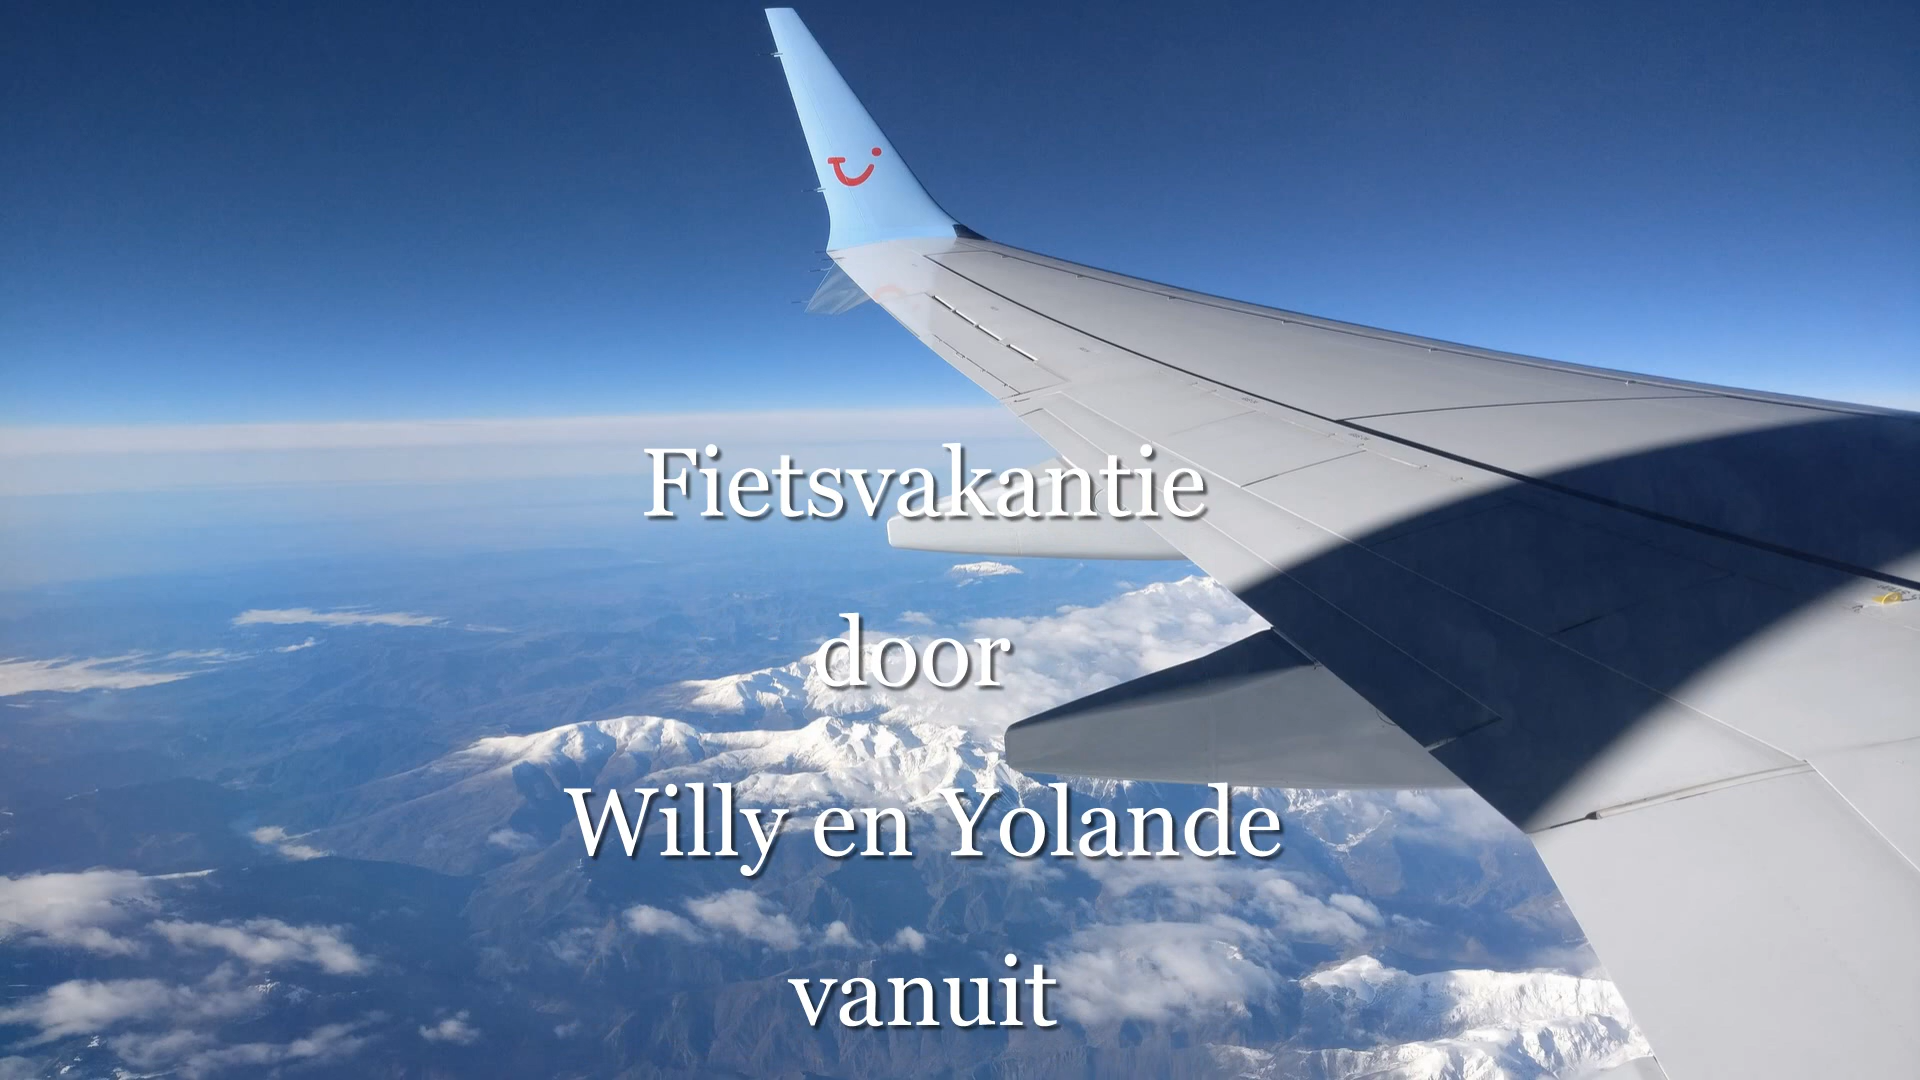 Fietsvakantie
door
Willy en Yolande
vanuit